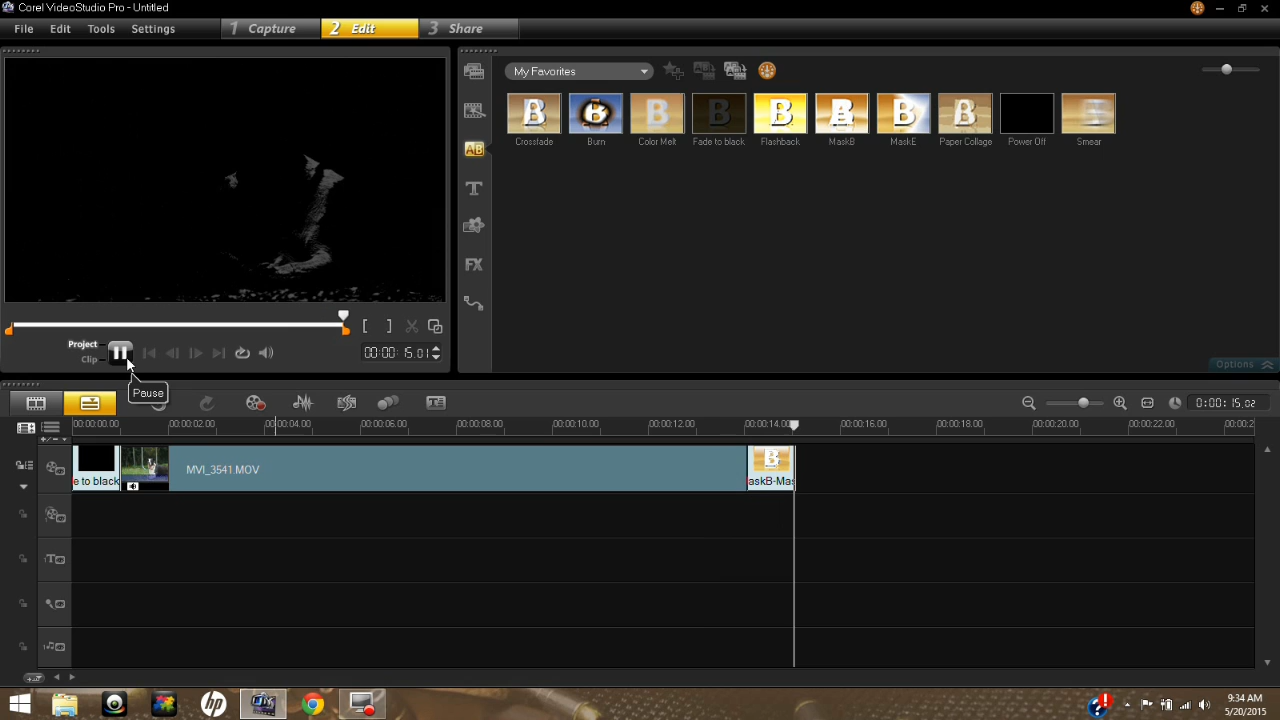 Corel VideoStudio Pro - Untitled
File Edit Tools Settings 1 Capture 2 Edit 3 Share
My Favorites
Crossfade Burn Color Melt Fade to black Flashback MaskB MaskE Paper Collage Power Off Smear
AB
T
FX
Project
Clip
00:00: 15.01
Pause
Options
0:00: 15.02
00:00:00.00 00:00:02.00 00:00:04.00 00:00:06.00 00:00:08.00 00:00:10.00 00:00:12.00 00:00:14.00 00:00:16.00 00:00:18.00 00:00:20.00 00:00:22.00 00:00:2
e to black MVI_3541.MOV askB-Mas
9:34 AM
5/20/2015